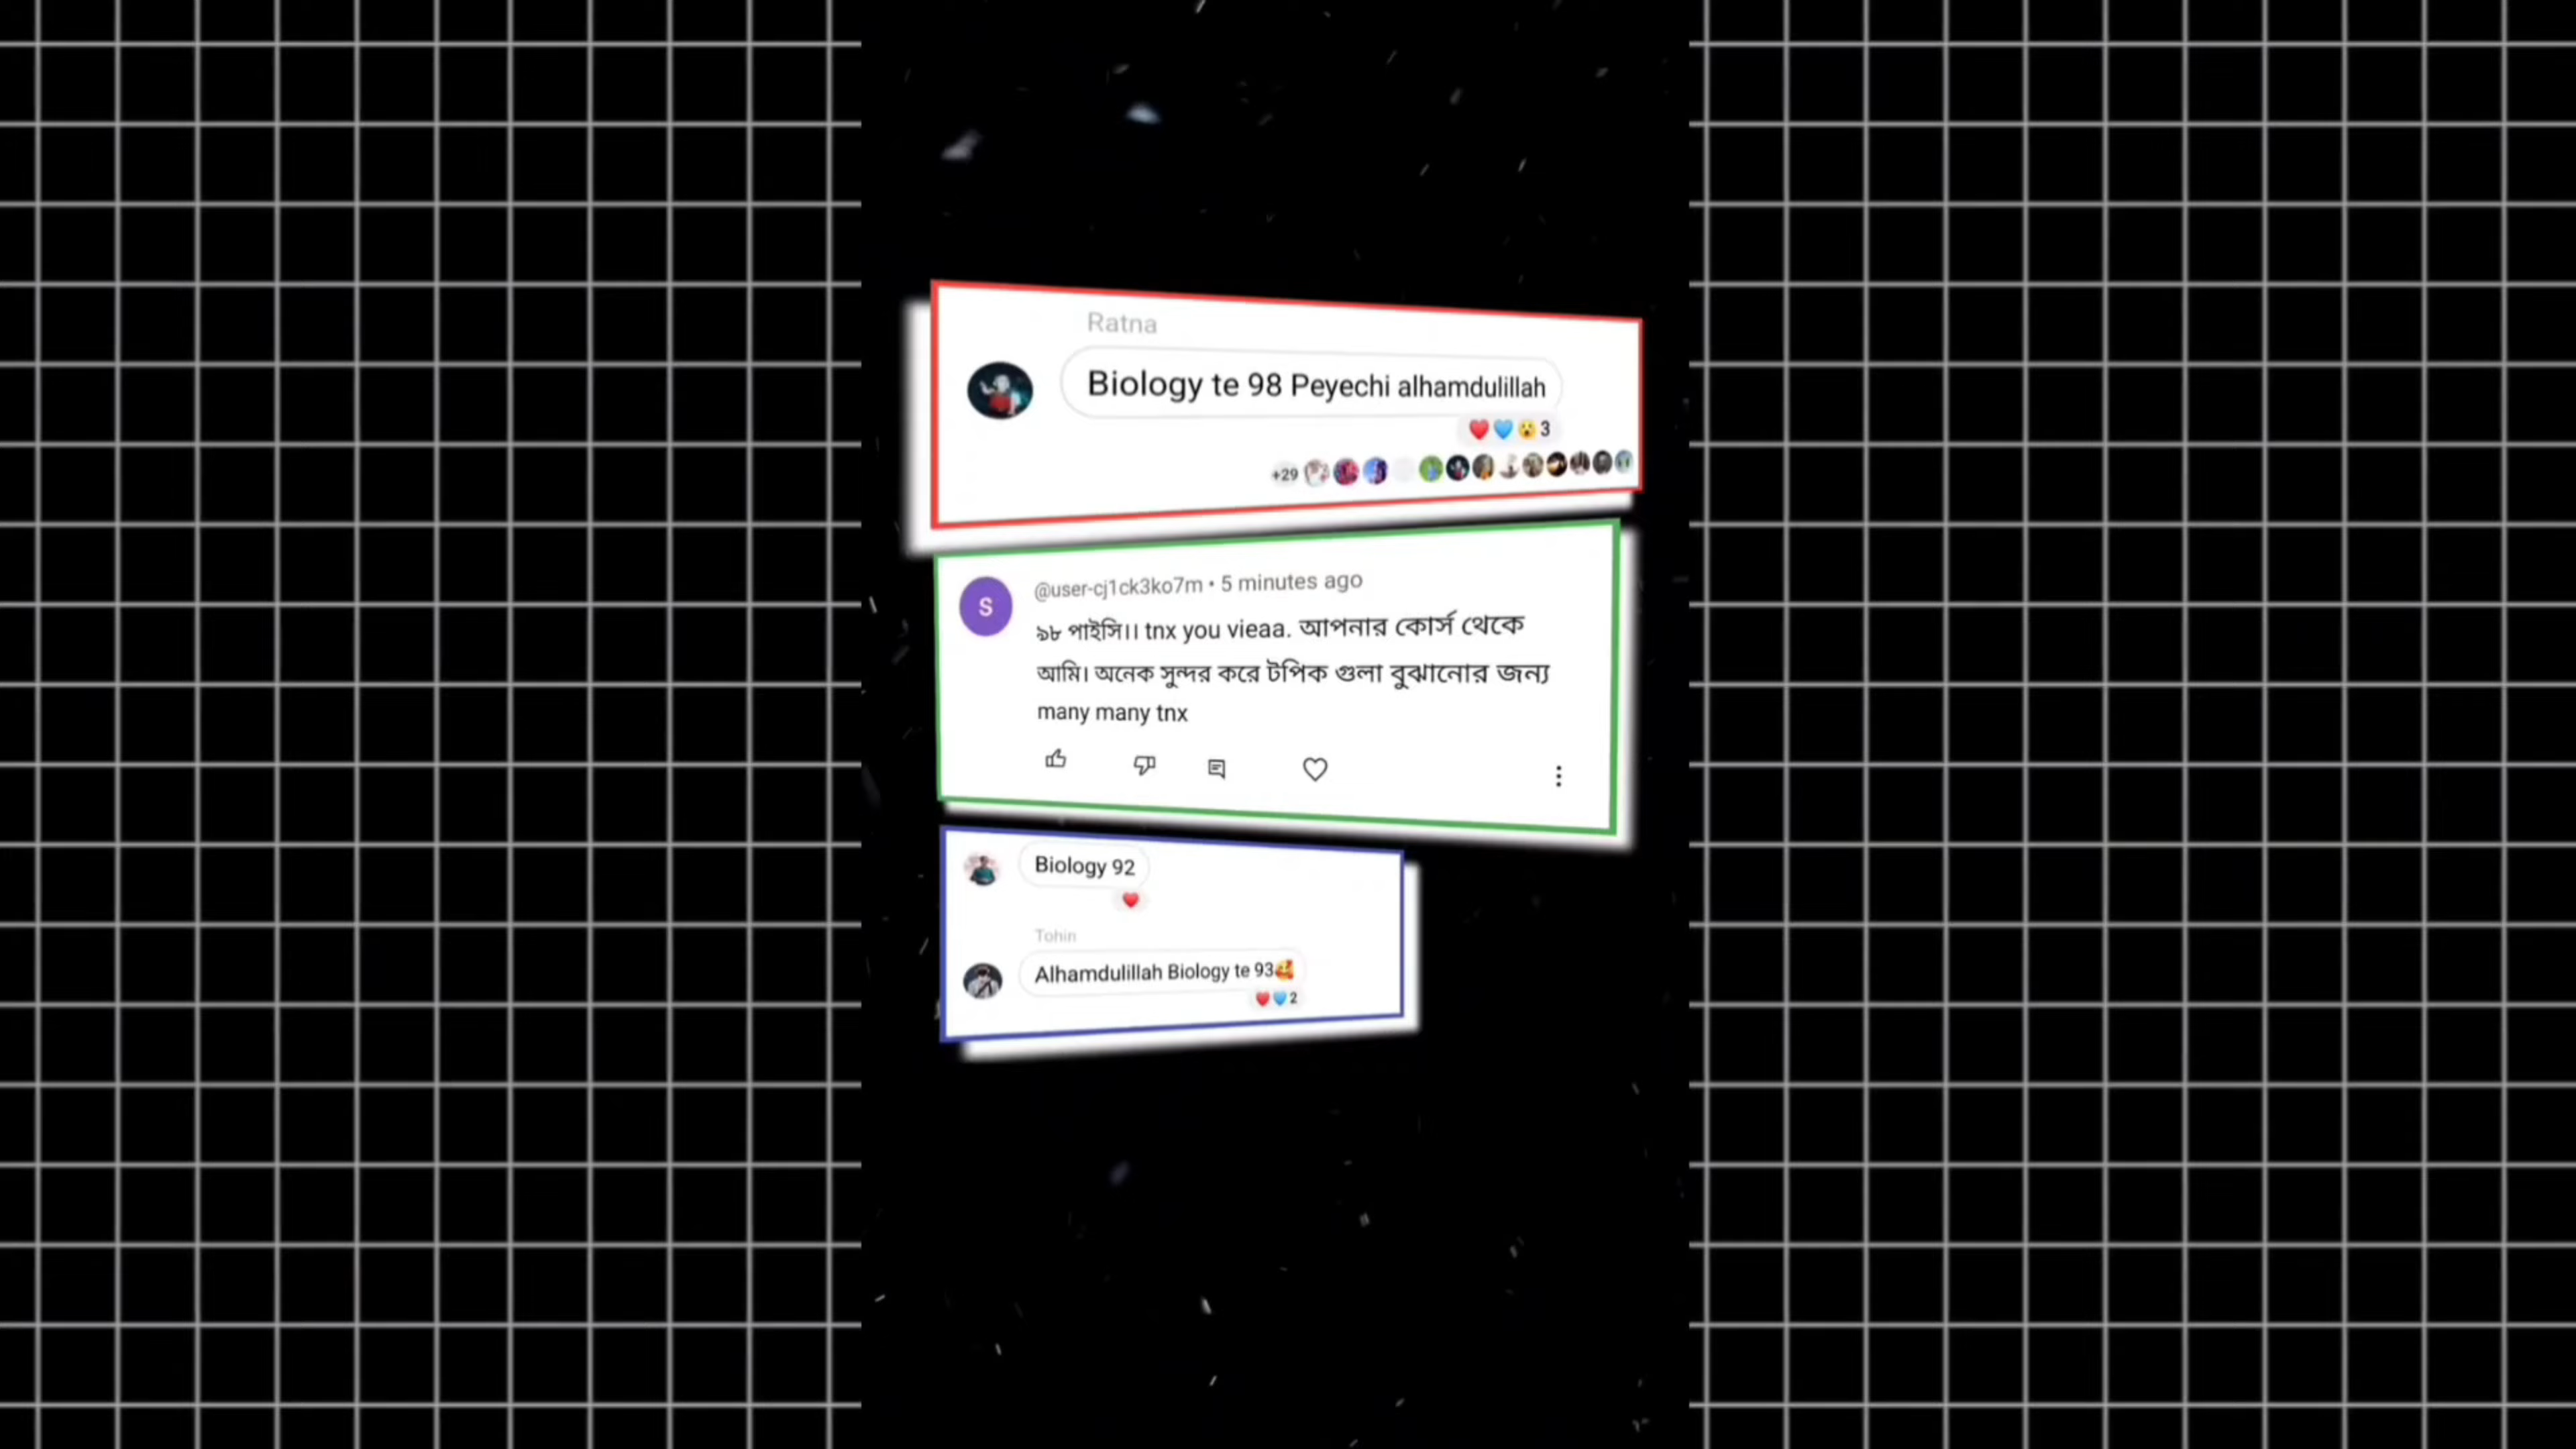 Ratna
Biology te 98 Peyechi alhamdulillah
❤️💙😮 3
+29
S
@user-cj1ck3ko7m • 5 minutes ago
৯৮ পাইসি।। tnx you vieaa. আপনার কোর্স থেকে
আমি। অনেক সুন্দর করে টপিক গুলা বুঝানোর জন্য
many many tnx
Biology 92
❤️
Tohin
Alhamdulillah Biology te 93🥰
❤️💙 2